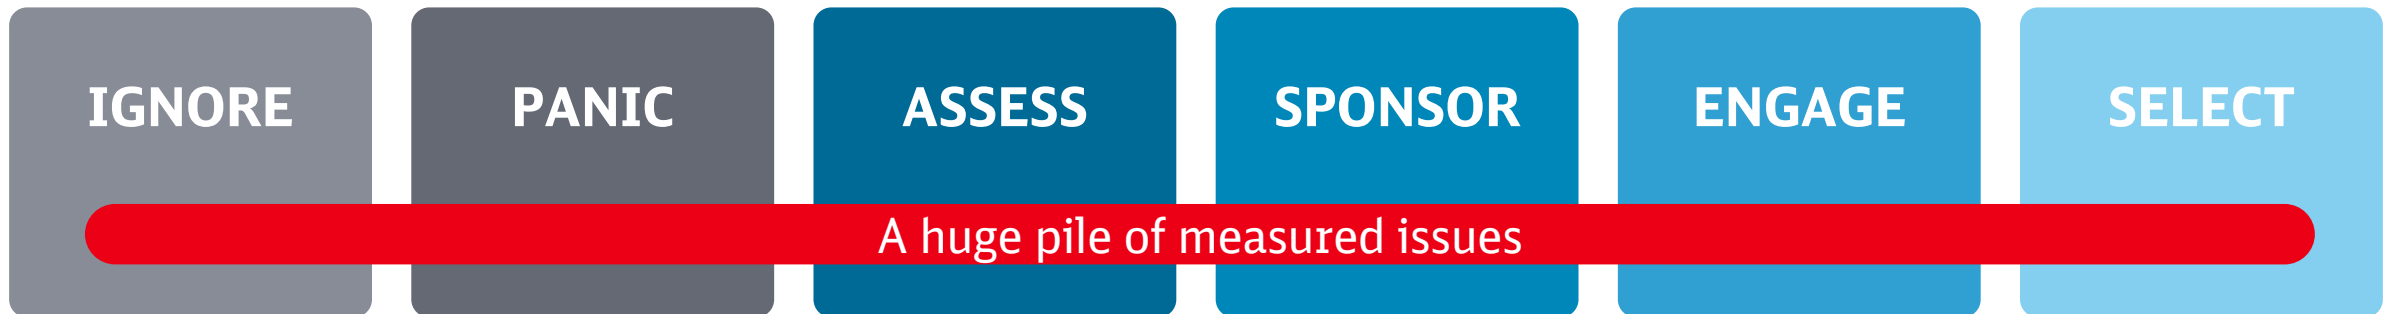 IGNORE PANIC ASSESS SPONSOR ENGAGE SELECT
A huge pile of measured issues